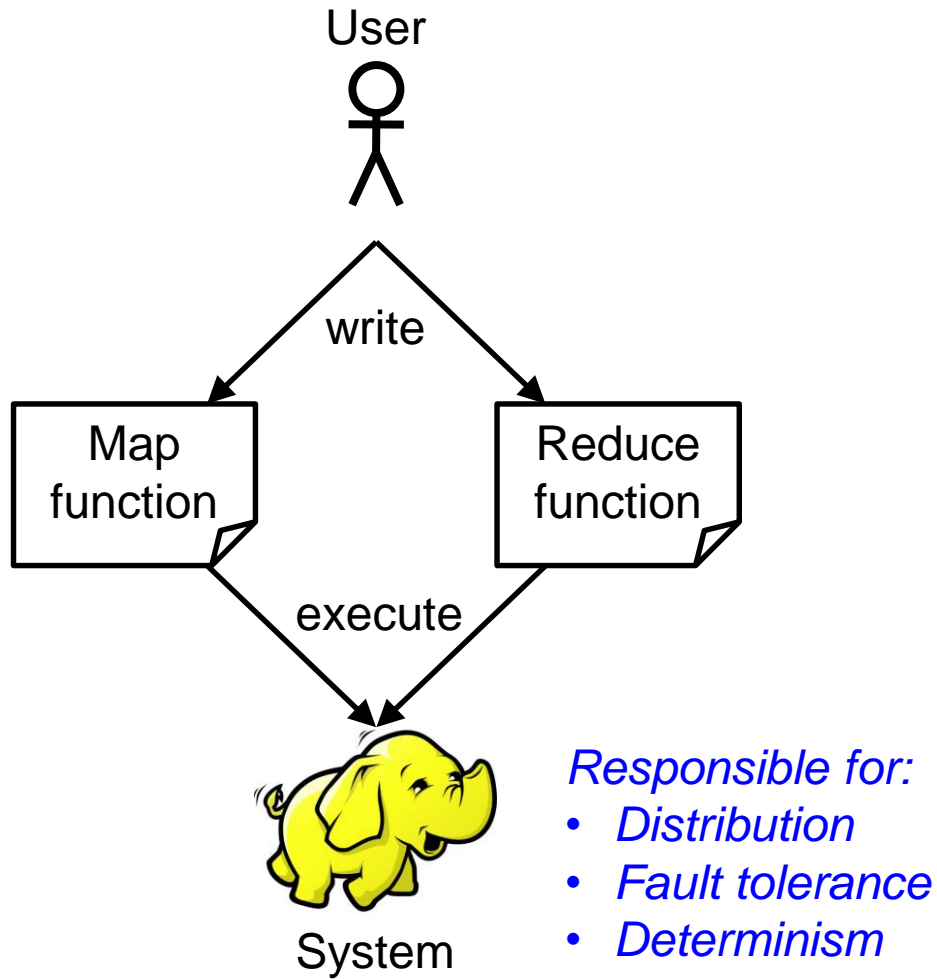 User
write
Map
function
Reduce
function
execute
System
Responsible for:
• Distribution
• Fault tolerance
• Determinism